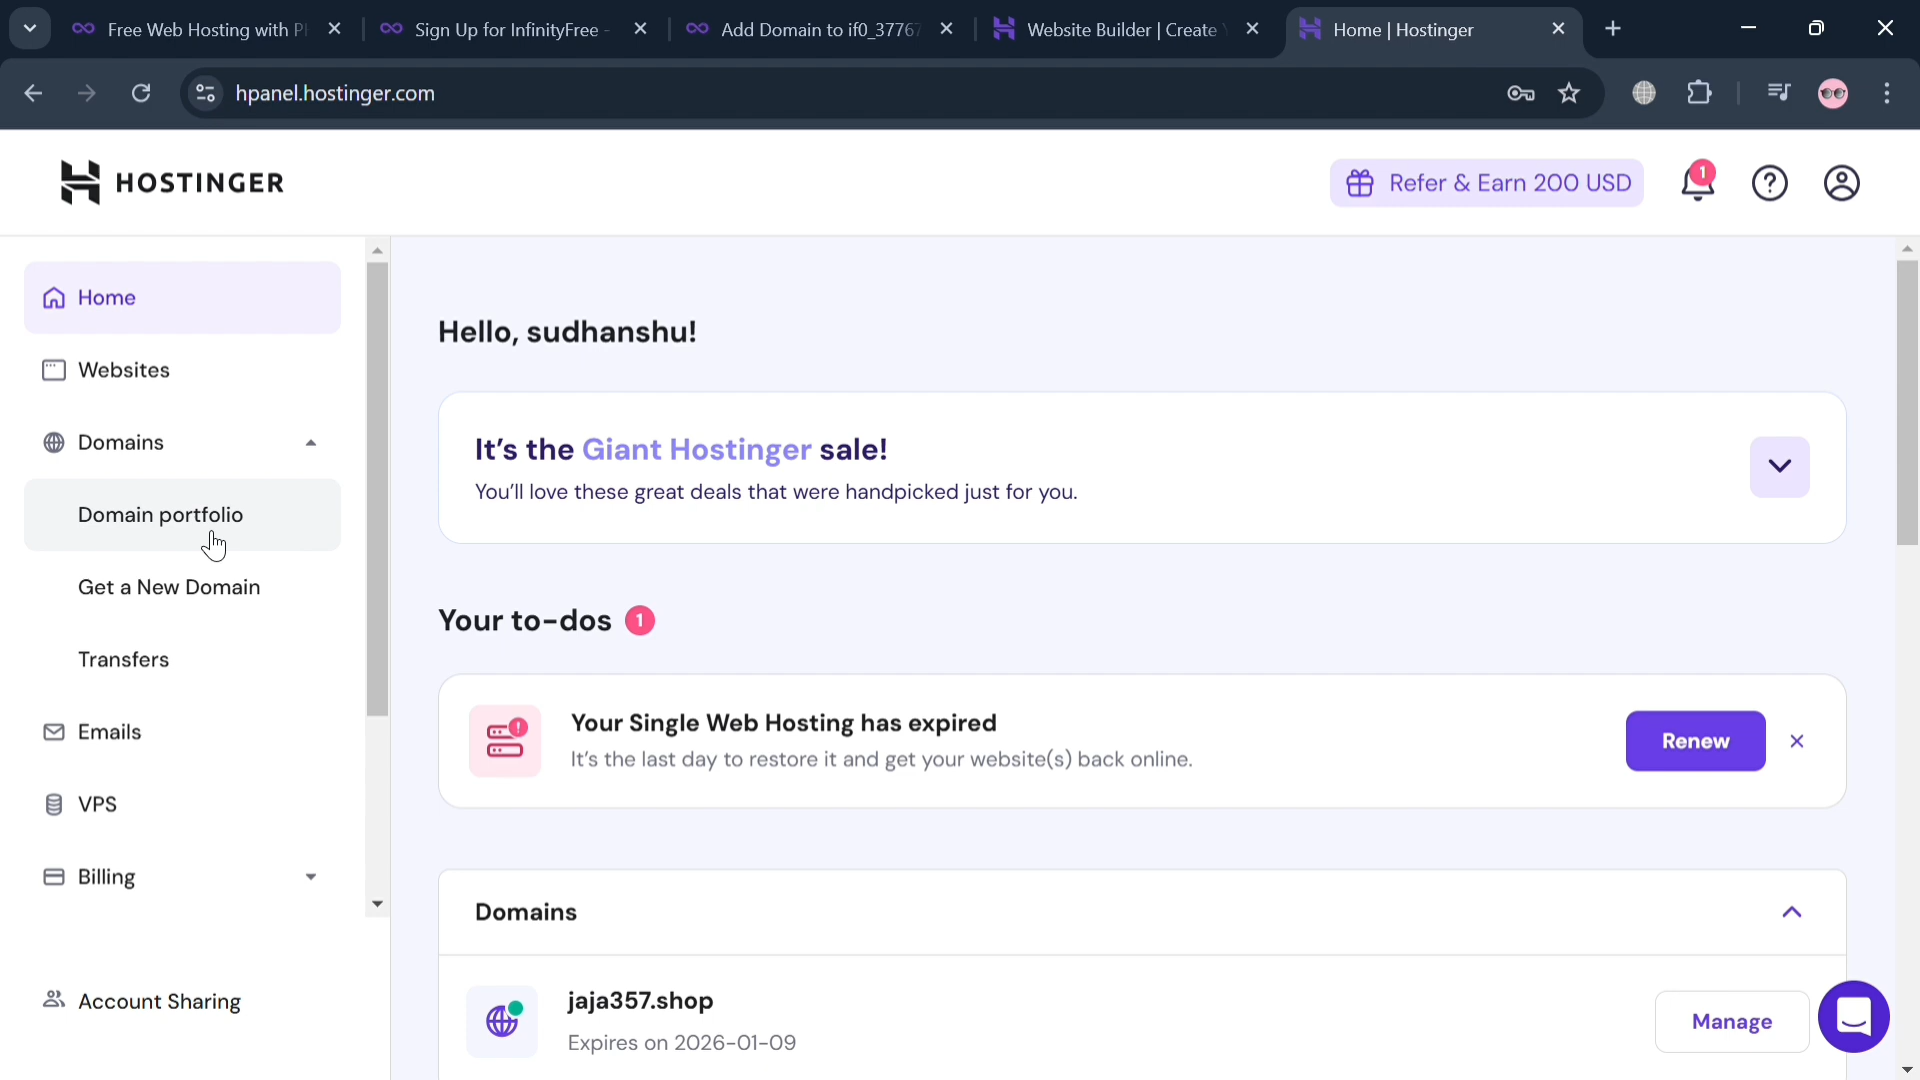 Free Web Hosting with P
Sign Up for InfinityFree -
Add Domain to if0_3776
Website Builder | Create
Home | Hostinger
hpanel.hostinger.com
HOSTINGER
Refer & Earn 200 USD
1
Home
Websites
Domains
Domain portfolio
Get a New Domain
Transfers
Emails
VPS
Billing
Account Sharing
Hello, sudhanshu!
It's the Giant Hostinger sale!
You'll love these great deals that were handpicked just for you.
Your to-dos 1
Your Single Web Hosting has expired
It's the last day to restore it and get your website(s) back online.
Renew
Domains
jaja357.shop
Expires on 2026-01-09
Manage